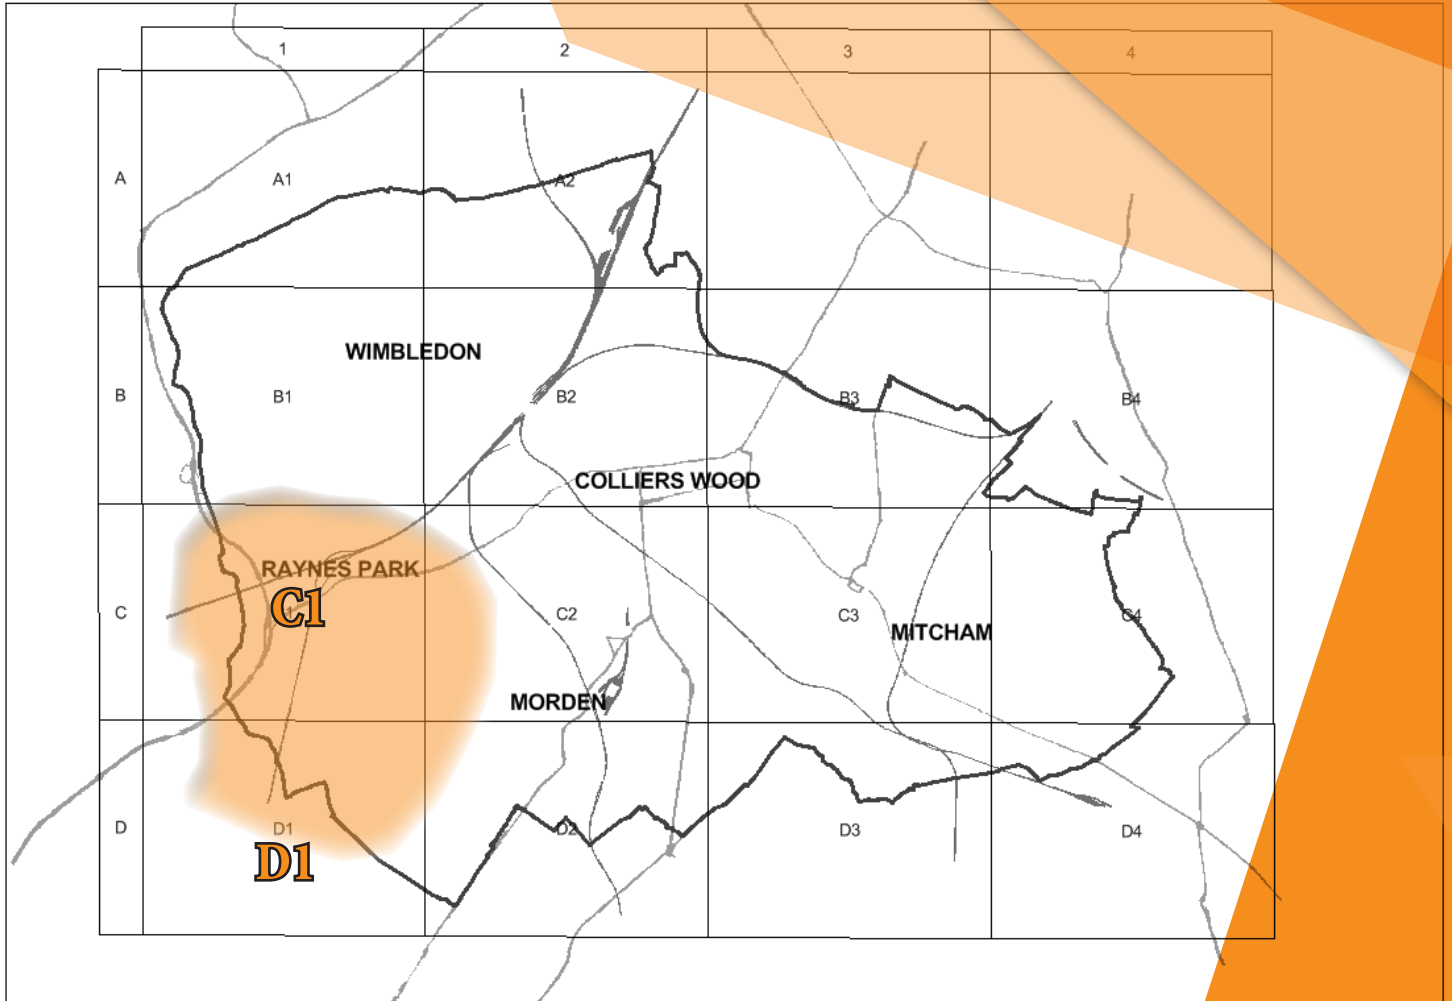 1 2 3 4
A A1 A2
WIMBLEDON
B B1 B2 B3 B4
COLLIERS WOOD
RAYNES PARK
C C1 C2 C3 C4
MITCHAM
MORDEN
D D1 D2 D3 D4
D1